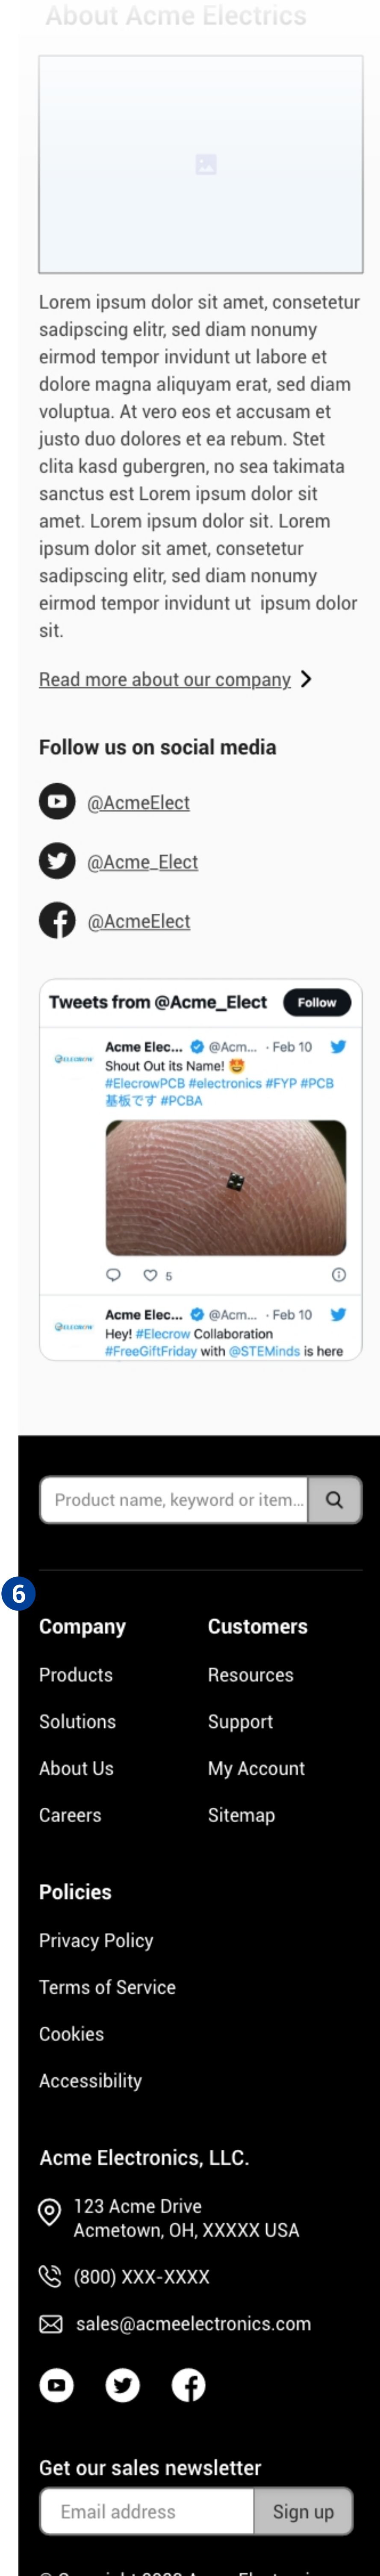 About Acme Electrics
Lorem ipsum dolor sit amet, consetetur
sadipscing elitr, sed diam nonumy
eirmod tempor invidunt ut labore et
dolore magna aliquyam erat, sed diam
voluptua. At vero eos et accusam et
justo duo dolores et ea rebum. Stet
clita kasd gubergren, no sea takimata
sanctus est Lorem ipsum dolor sit
amet. Lorem ipsum dolor sit. Lorem
ipsum dolor sit amet, consetetur
sadipscing elitr, sed diam nonumy
eirmod tempor invidunt ut ipsum dolor
sit.
Read more about our company
Follow us on social media
@AcmeElect
@Acme_Elect
@AcmeElect
Tweets from @Acme_Elect Follow
Acme Elec... @Acm... · Feb 10
ELECROW
Shout Out its Name! 🤩
#ElecrowPCB #electronics #FYP #PCB
基板です #PCBA
5
Acme Elec... @Acm... · Feb 10
ELECROW
Hey! #Elecrow Collaboration
#FreeGiftFriday with @STEMinds is here
Product name, keyword or item...
6
Company
Products
Solutions
About Us
Careers
Customers
Resources
Support
My Account
Sitemap
Policies
Privacy Policy
Terms of Service
Cookies
Accessibility
Acme Electronics, LLC.
123 Acme Drive
Acmetown, OH, XXXXX USA
(800) XXX-XXXX
sales@acmeelectronics.com
Get our sales newsletter
Email address Sign up